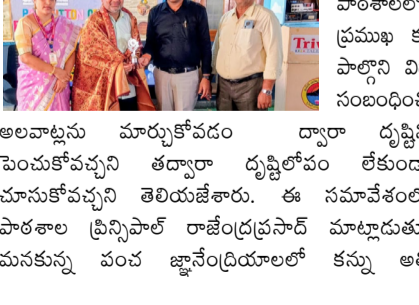 పాఠశాలలో
ప్రముఖ
పాల్గొని
సంబంధించి
అలవాట్లను మార్చుకోవడం ద్వారా
పెంచుకోవచ్చని తద్వారా దృష్టిలోపం లేకుండా
చూసుకోవచ్చని తెలియజేశారు. ఈ సమావేశంలో
పాఠశాల ప్రిన్సిపాల్ రాజేంద్రప్రసాద్ మాట్లాడుతు
మనకున్న పంచ జ్ఞానేంద్రియాలలో కన్ను